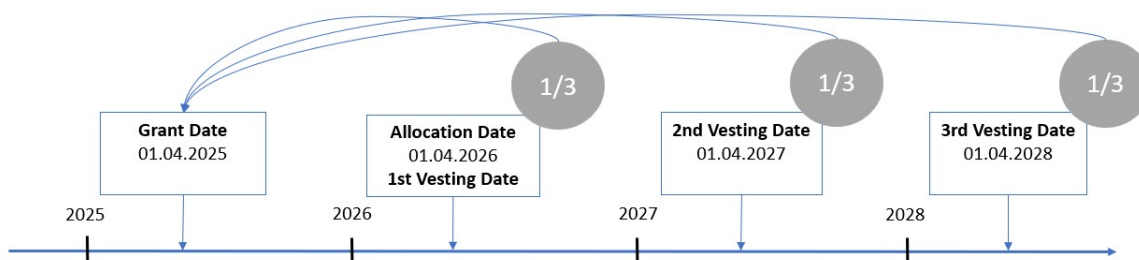 1/3
1/3
1/3
Grant Date
01.04.2025
Allocation Date
01.04.2026
1st Vesting Date
2nd Vesting Date
01.04.2027
3rd Vesting Date
01.04.2028
2025
2026
2027
2028